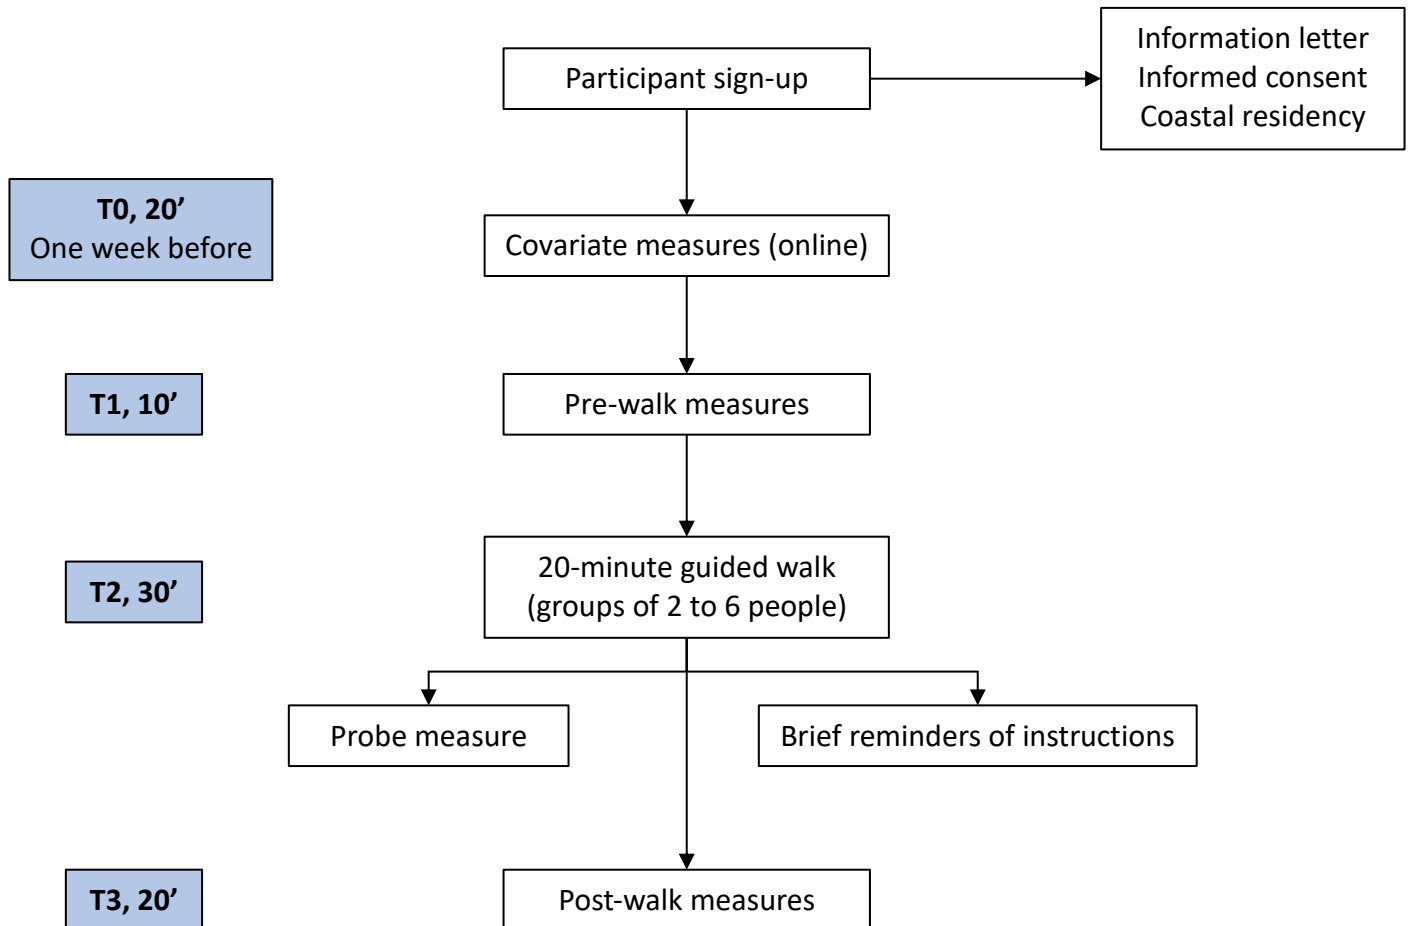 Participant sign-up
Information letter
Informed consent
Coastal residency
T0, 20’
One week before
Covariate measures (online)
T1, 10’
Pre-walk measures
T2, 30’
20-minute guided walk
(groups of 2 to 6 people)
Probe measure
Brief reminders of instructions
T3, 20’
Post-walk measures